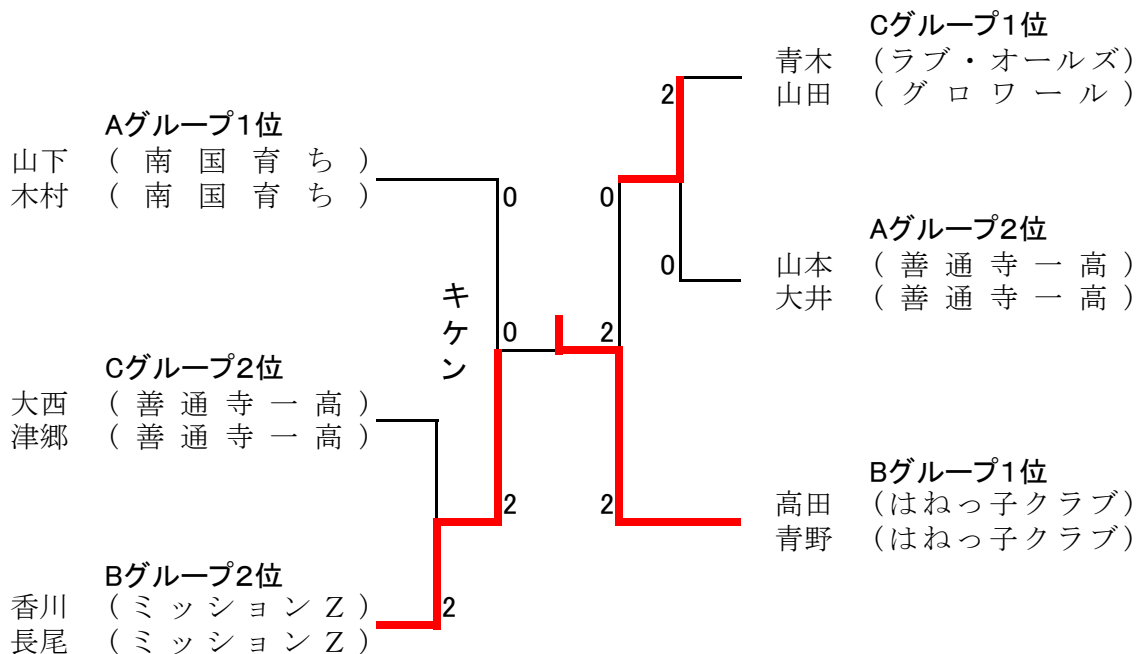 Aグループ1位
山下 (南国育ち)
木村 (南国育ち)
Cグループ2位
大西 (善通寺一高)
津郷 (善通寺一高)
Bグループ2位
香川 (ミッションZ)
長尾 (ミッションZ)
0
キケン
0
2
2
2
0
0
2
2
Cグループ1位
青木 (ラブ・オールズ)
山田 (グロワール)
Aグループ2位
山本 (善通寺一高)
大井 (善通寺一高)
Bグループ1位
高田 (はねっ子クラブ)
青野 (はねっ子クラブ)